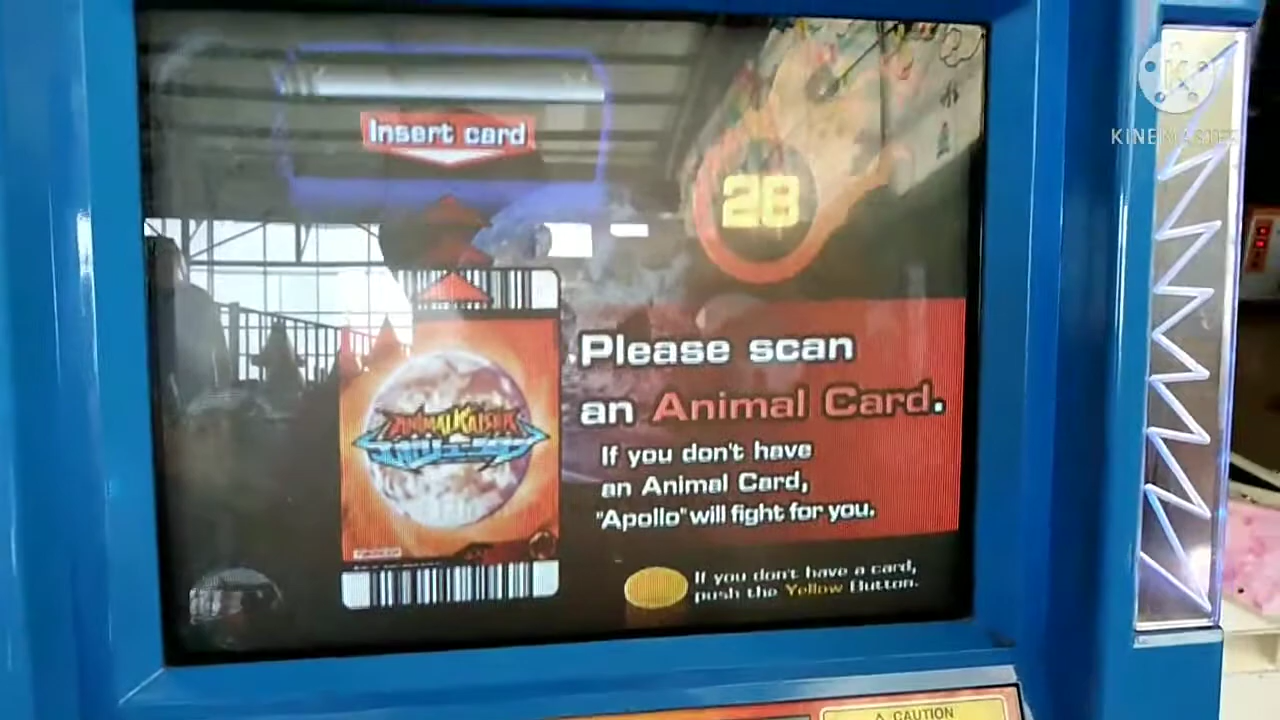 Insert card
28
KINEMASTER
ANIMAL KAISER
Please scan
an Animal Card.
If you don't have
an Animal Card,
"Apollo" will fight for you.
If you don't have a card,
push the Yellow Button.
⚠ CAUTION